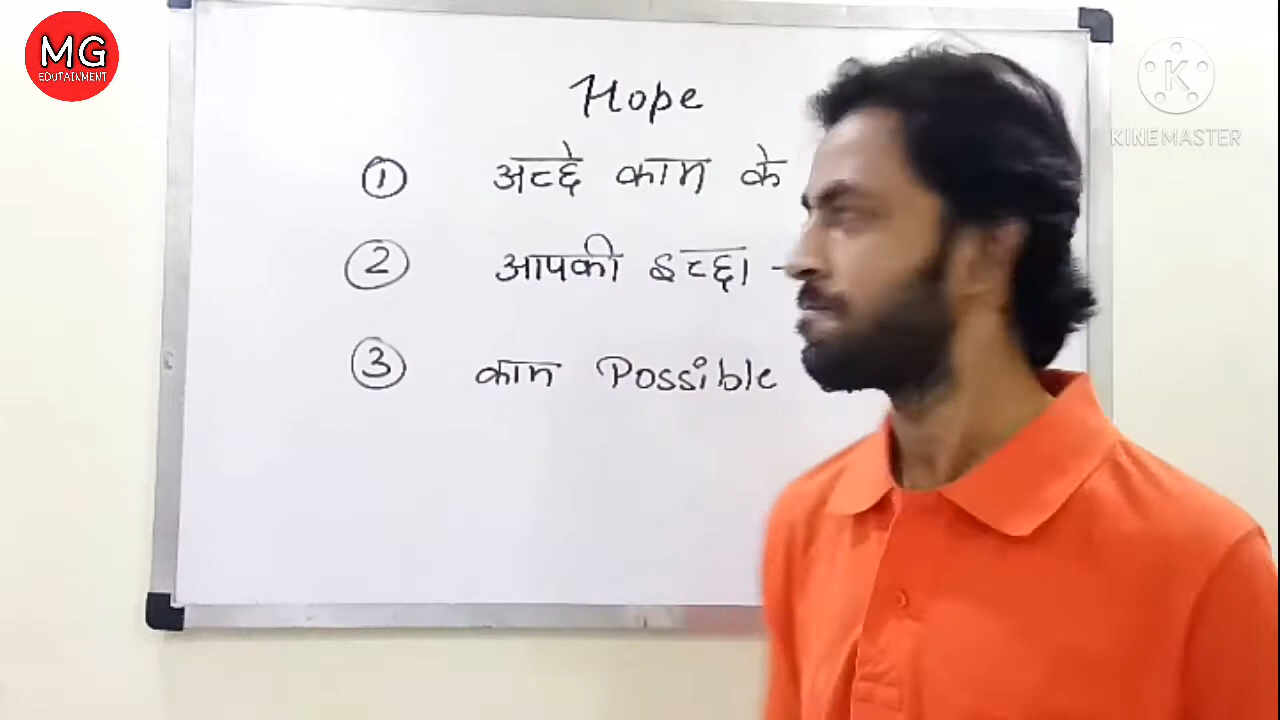 MG
EDUTAINMENT
K
KINEMASTER
Hope
① अच्छे काम के
② आपकी इच्छा -
③ काम Possible